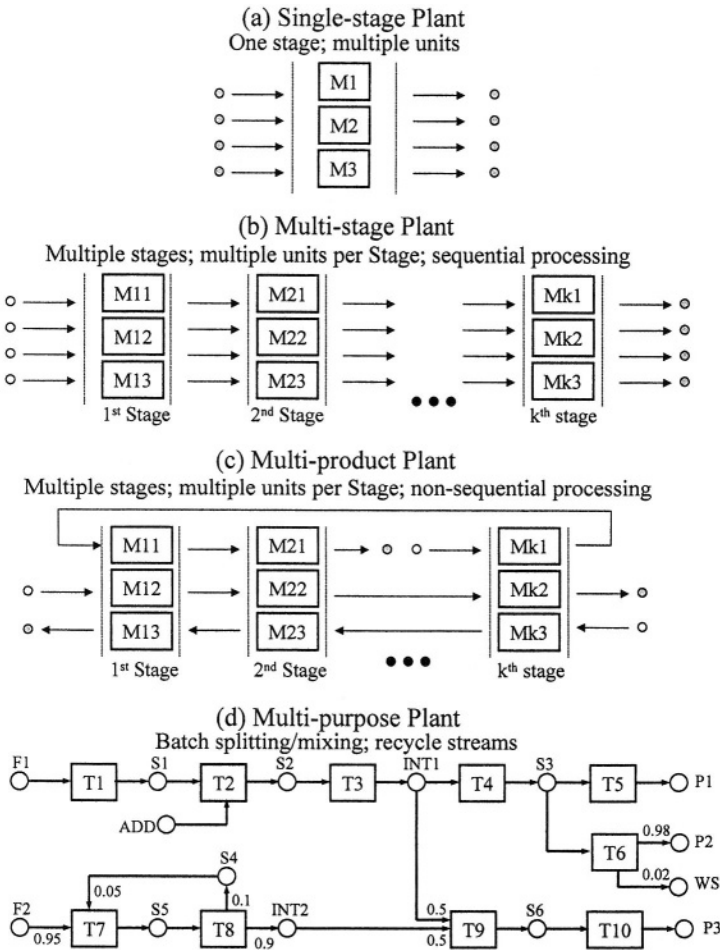 (a) Single-stage Plant
One stage; multiple units
M1
M2
M3
(b) Multi-stage Plant
Multiple stages; multiple units per Stage; sequential processing
M11 M21 Mk1
M12 M22 Mk2
M13 M23 Mk3
1st Stage 2nd Stage kth stage
(c) Multi-product Plant
Multiple stages; multiple units per Stage; non-sequential processing
M11 M21 Mk1
M12 M22 Mk2
M13 M23 Mk3
1st Stage 2nd Stage kth stage
(d) Multi-purpose Plant
Batch splitting/mixing; recycle streams
F1 S1 S2 INT1 S3
T1 T2 T3 T4 T5 P1
ADD
0.98 P2
T6
0.02 WS
S4
0.05 0.1
F2 S5 INT2 0.5 S6
T7 T8 T9 T10 P3
0.95 0.9 0.5